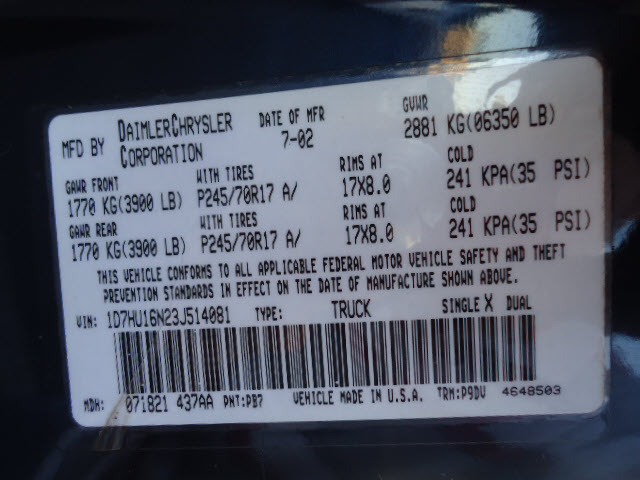 MFD BY DAIMLERCHRYSLER CORPORATION DATE OF MFR 7-02 GVWR 2881 KG(06350 LB)
GAWR FRONT WITH TIRES RIMS AT COLD
1770 KG(3900 LB) P245/70R17 A/ 17X8.0 241 KPA(35 PSI)
GAWR REAR WITH TIRES RIMS AT COLD
1770 KG(3900 LB) P245/70R17 A/ 17X8.0 241 KPA(35 PSI)
THIS VEHICLE CONFORMS TO ALL APPLICABLE FEDERAL MOTOR VEHICLE SAFETY AND THEFT
PREVENTION STANDARDS IN EFFECT ON THE DATE OF MANUFACTURE SHOWN ABOVE.
VIN: 1D7HU16N23J514081 TYPE: TRUCK SINGLE X DUAL
MDH: 071821 437AA PNT:PB7 VEHICLE MADE IN U.S.A. TRM:P9DV 4648503